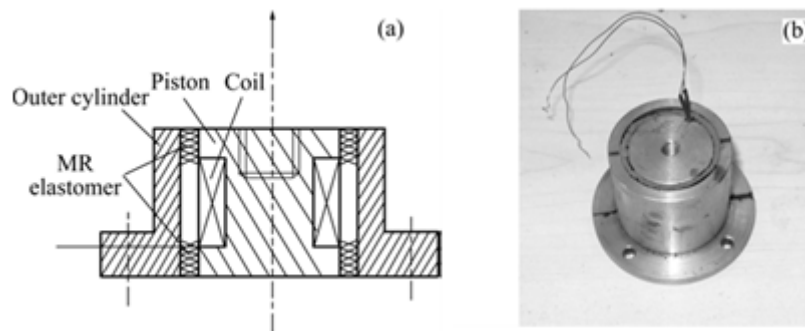 (a)
Piston Coil
Outer cylinder
MR
elastomer
(b)